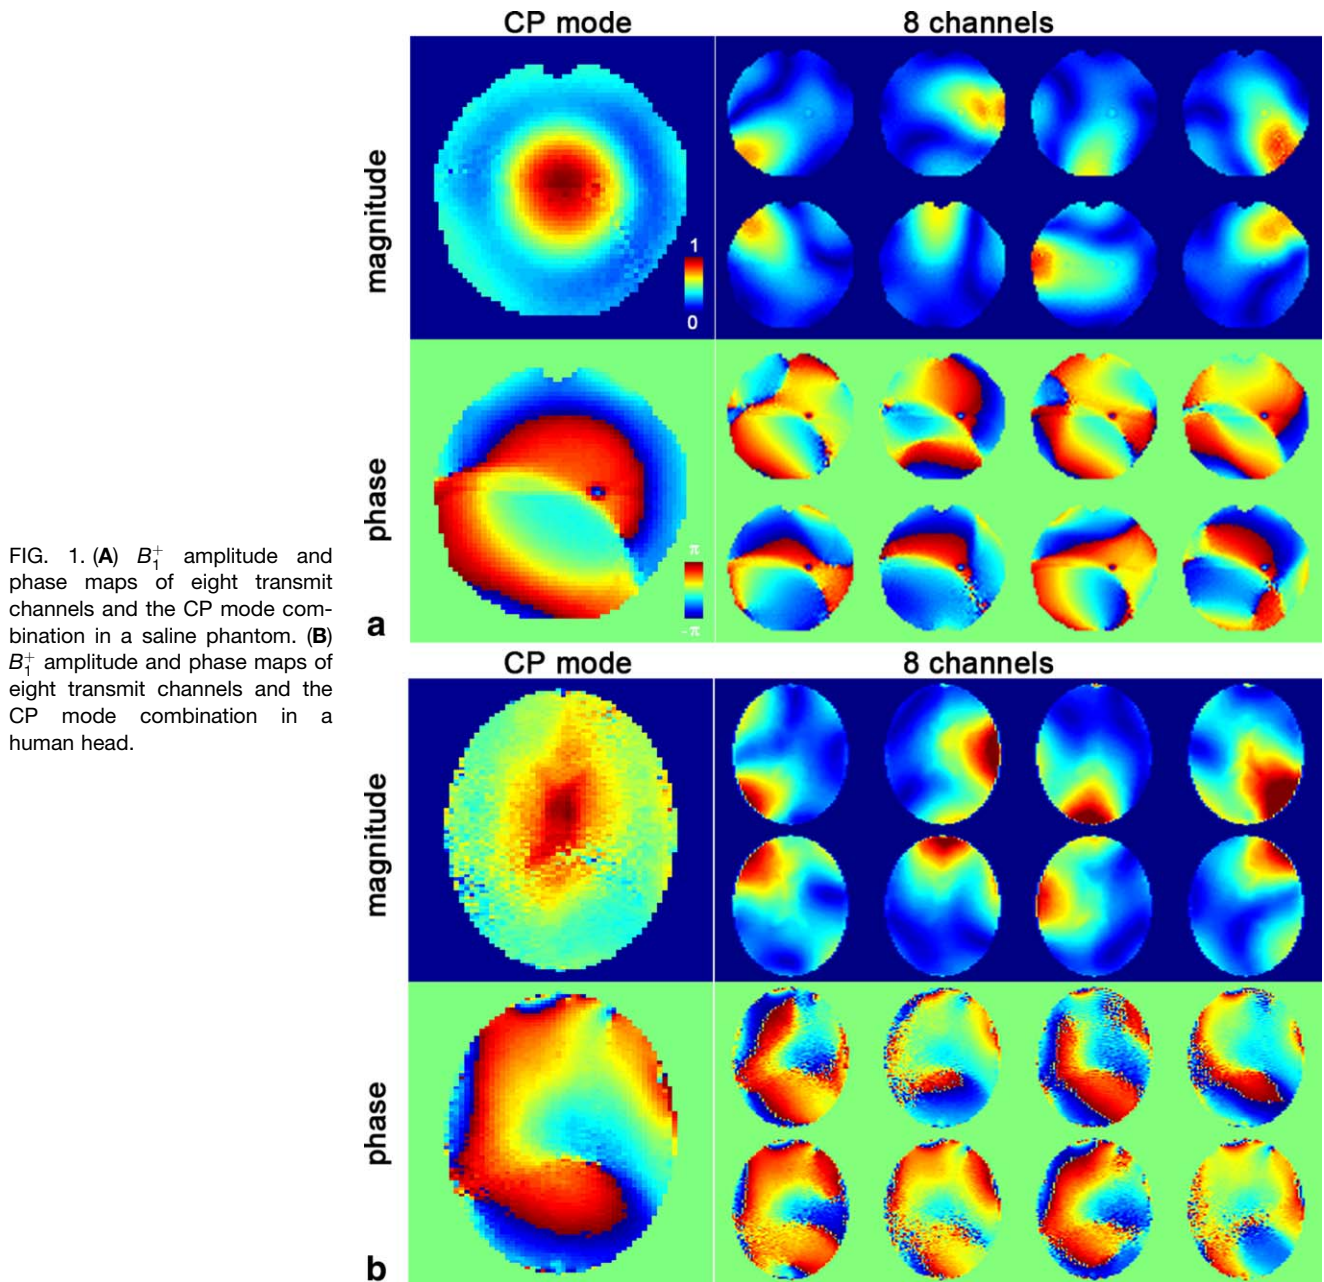 CP mode
8 channels
magnitude
1
0
phase
π
-π
a
FIG. 1. (A) B₁⁺ amplitude and
phase maps of eight transmit
channels and the CP mode com-
bination in a saline phantom. (B)
B₁⁺ amplitude and phase maps of
eight transmit channels and the
CP mode combination in a
human head.
CP mode
8 channels
magnitude
phase
b